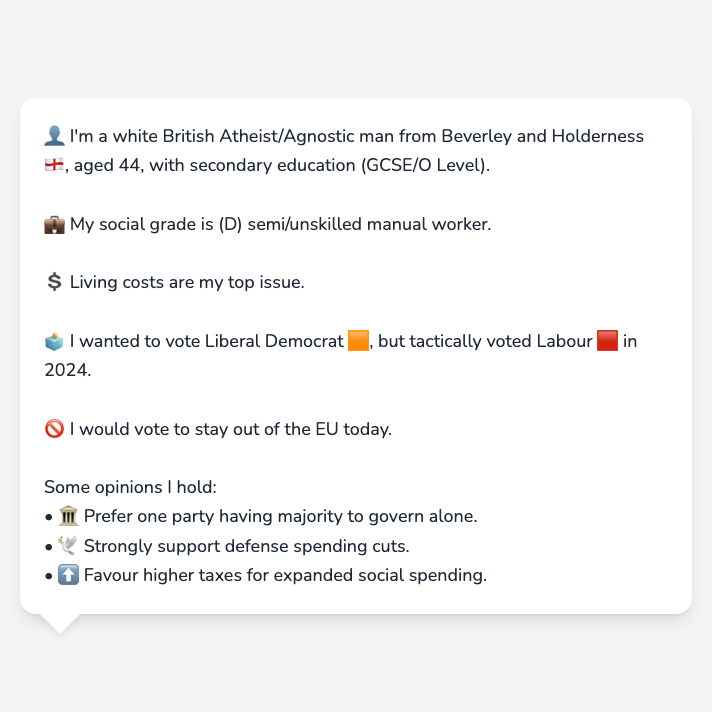 👤 I'm a white British Atheist/Agnostic man from Beverley and Holderness
🏴󠁧󠁢󠁥󠁮󠁧󠁿, aged 44, with secondary education (GCSE/O Level).
💼 My social grade is (D) semi/unskilled manual worker.
💲 Living costs are my top issue.
🗳️ I wanted to vote Liberal Democrat 🟧, but tactically voted Labour 🟥 in
2024.
🚫 I would vote to stay out of the EU today.
Some opinions I hold:
• 🏛️ Prefer one party having majority to govern alone.
• 🕊️ Strongly support defense spending cuts.
• ⬆️ Favour higher taxes for expanded social spending.